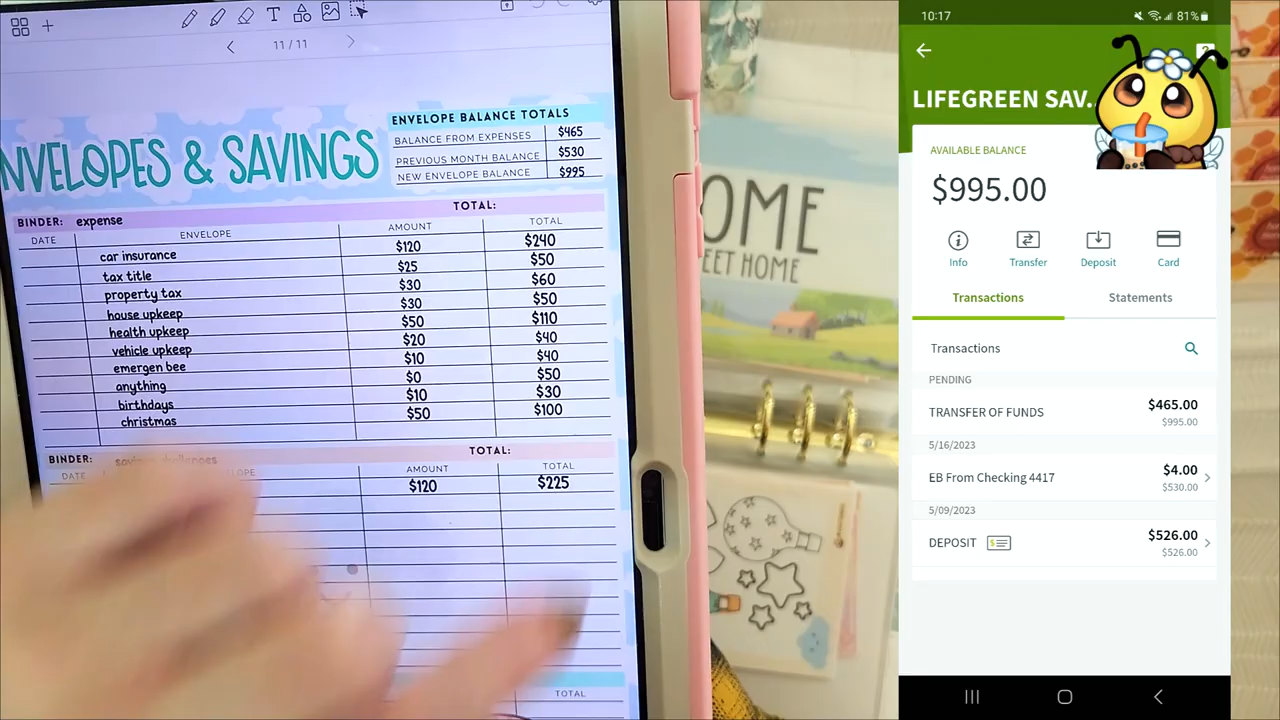 11/11
NVELOPES & SAVINGS
ENVELOPE BALANCE TOTALS
BALANCE FROM EXPENSES $465
PREVIOUS MONTH BALANCE $530
NEW ENVELOPE BALANCE $995
BINDER: expense TOTAL:
DATE ENVELOPE AMOUNT TOTAL
car insurance $120 $240
tax title $25 $50
property tax $30 $60
house upkeep $30 $50
health upkeep $50 $110
vehicle upkeep $20 $40
emergen bee $10 $40
anything $0 $50
birthdays $10 $30
christmas $50 $100
BINDER: savings challenges TOTAL:
DATE ELOPE AMOUNT TOTAL
$120 $225
TOTAL
OME
EET HOME
10:17 81%
LIFEGREEN SAV..
AVAILABLE BALANCE
$995.00
Info Transfer Deposit Card
Transactions Statements
Transactions
PENDING
TRANSFER OF FUNDS $465.00
$995.00
5/16/2023
EB From Checking 4417 $4.00
$530.00
5/09/2023
DEPOSIT $526.00
$526.00